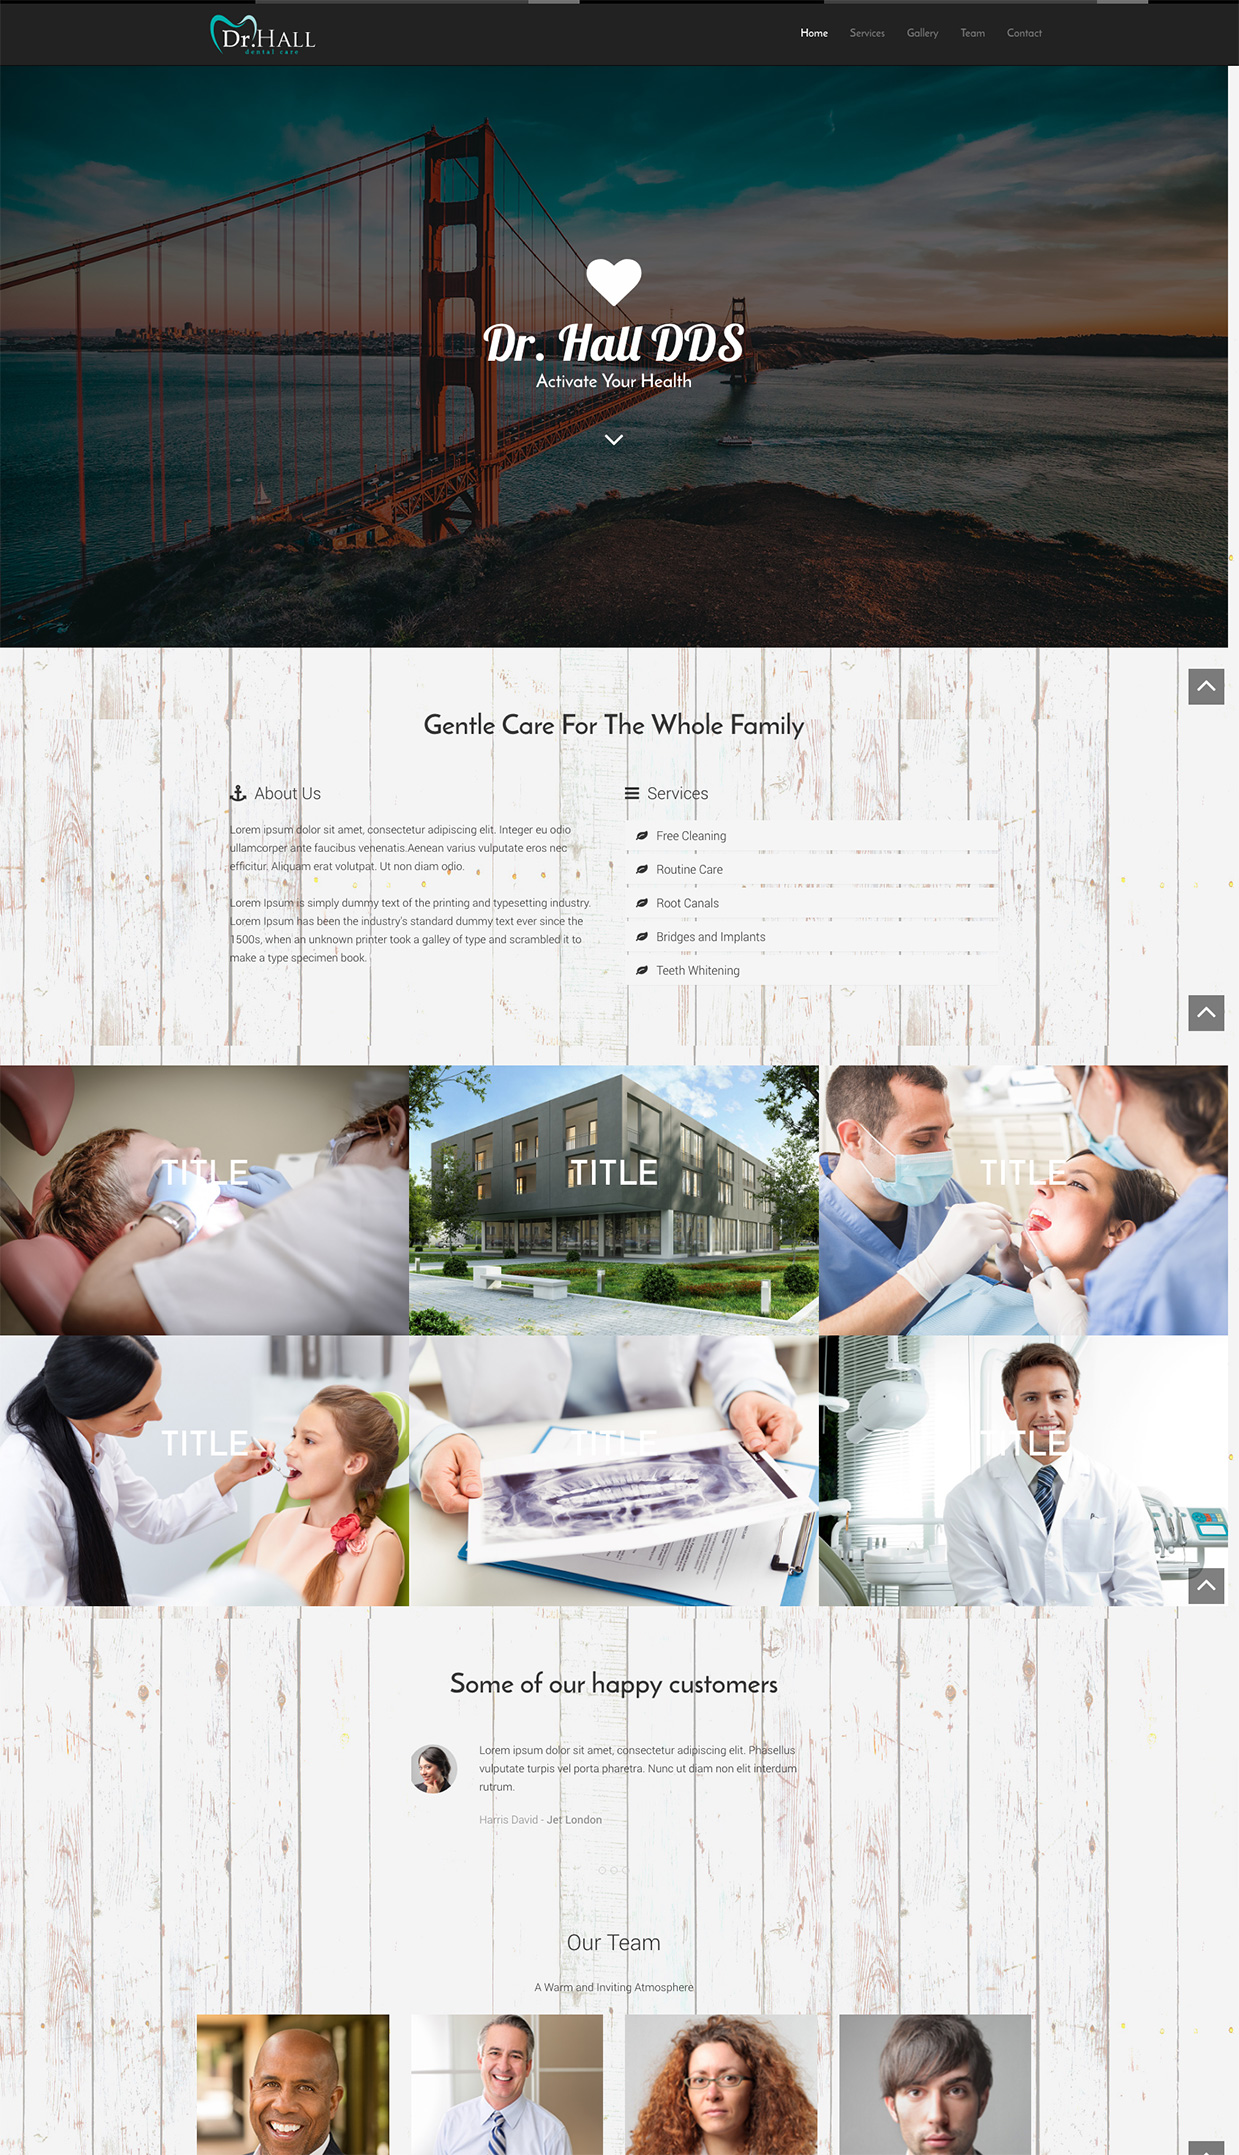 Dr. HALL
dental care
Home Services Gallery Team Contact
Dr. Hall DDS
Activate Your Health
Gentle Care For The Whole Family
About Us
Lorem ipsum dolor sit amet, consectetur adipiscing elit. Integer eu odio
ullamcorper ante faucibus venenatis.Aenean varius vulputate eros nec
efficitur. Aliquam erat volutpat. Ut non diam odio.
Lorem Ipsum is simply dummy text of the printing and typesetting industry.
Lorem Ipsum has been the industry's standard dummy text ever since the
1500s, when an unknown printer took a galley of type and scrambled it to
make a type specimen book.
Services
Free Cleaning
Routine Care
Root Canals
Bridges and Implants
Teeth Whitening
TITLE
TITLE
TITLE
TITLE
TITLE
TITLE
Some of our happy customers
Lorem ipsum dolor sit amet, consectetur adipiscing elit. Phasellus
vulputate turpis vel porta pharetra. Nunc ut diam non elit interdum
rutrum.
Harris David - Jet London
Our Team
A Warm and Inviting Atmosphere